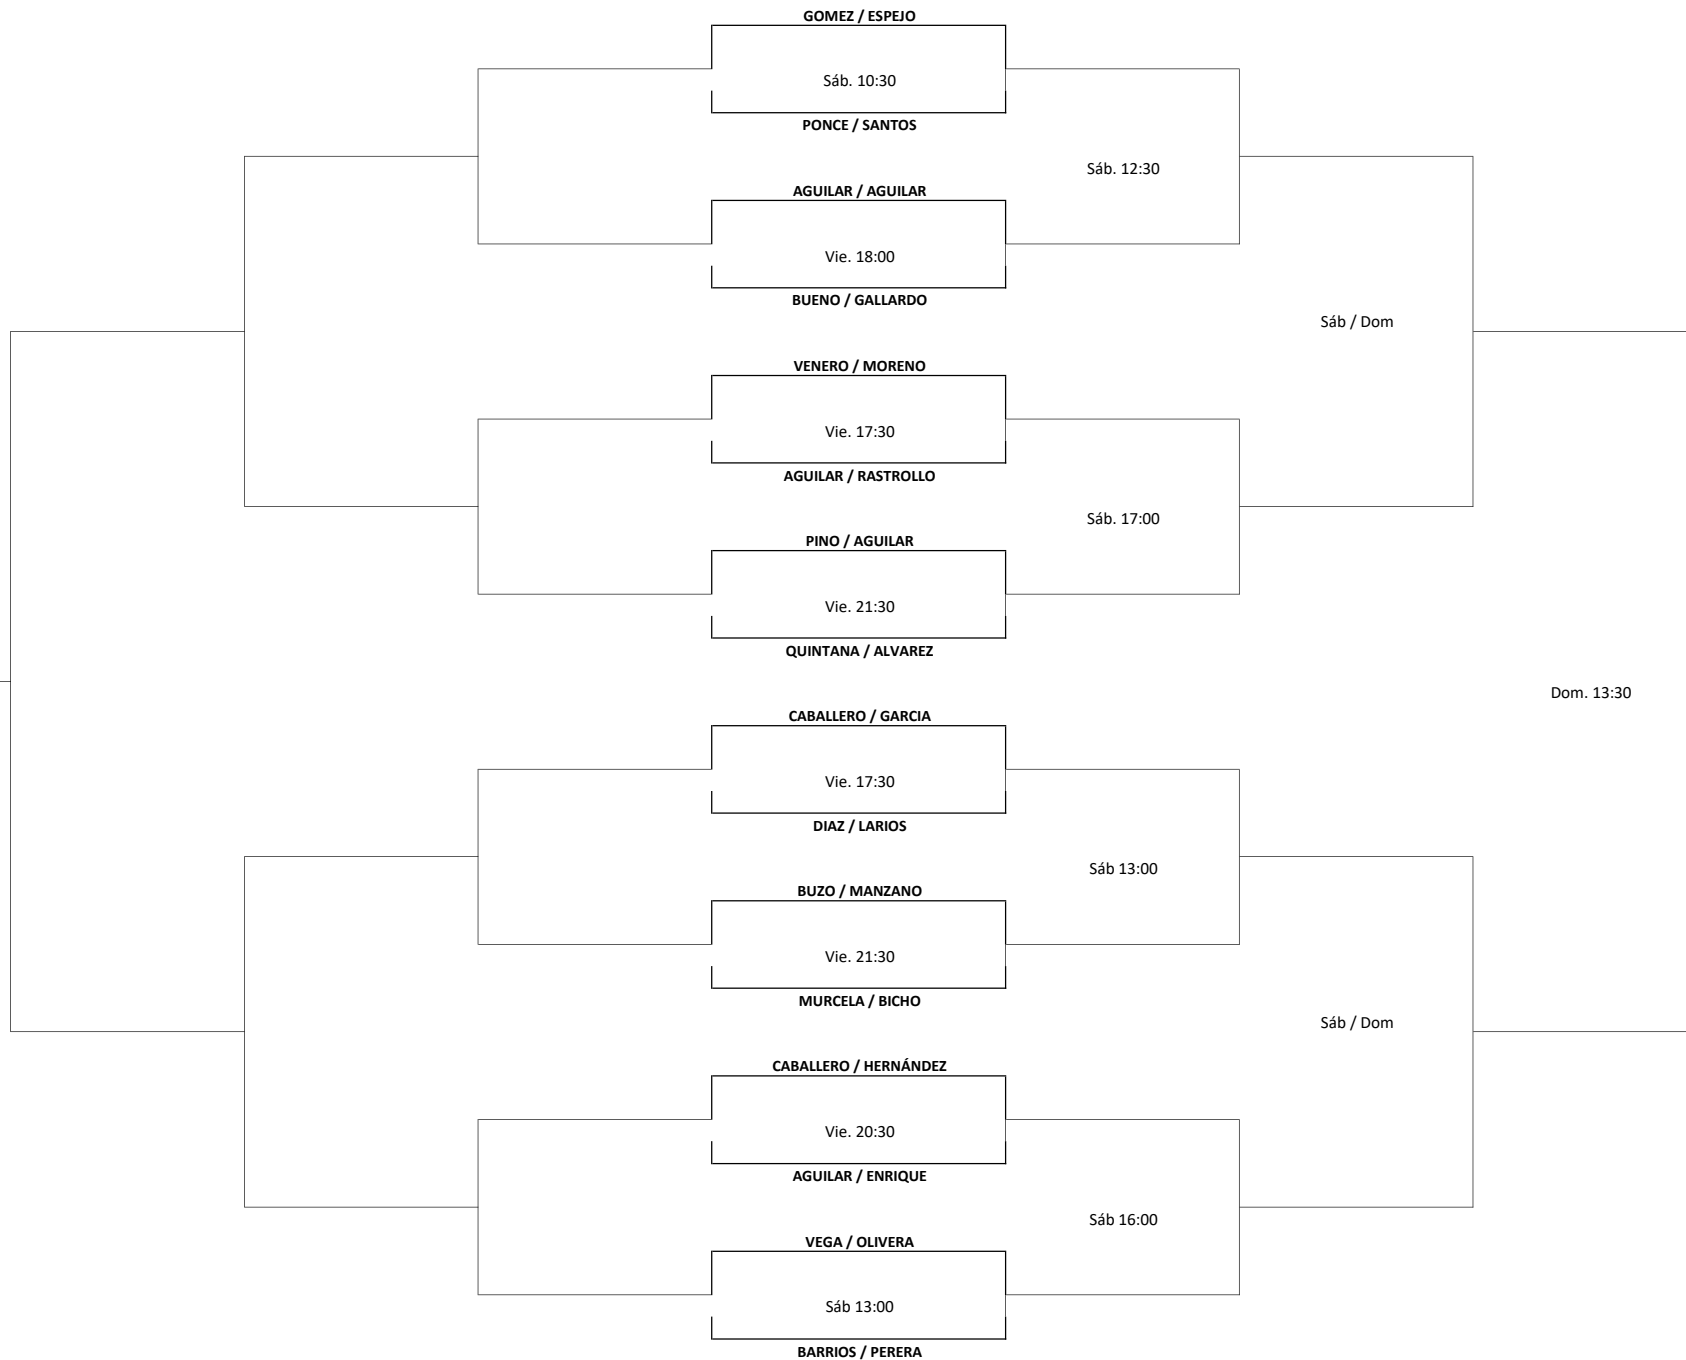 GOMEZ / ESPEJO
Sáb. 10:30
PONCE / SANTOS
Sáb. 12:30
AGUILAR / AGUILAR
Vie. 18:00
BUENO / GALLARDO
Sáb / Dom
VENERO / MORENO
Vie. 17:30
AGUILAR / RASTROLLO
Sáb. 17:00
PINO / AGUILAR
Vie. 21:30
QUINTANA / ALVAREZ
Dom. 13:30
CABALLERO / GARCIA
Vie. 17:30
DIAZ / LARIOS
Sáb 13:00
BUZO / MANZANO
Vie. 21:30
MURCELA / BICHO
Sáb / Dom
CABALLERO / HERNÁNDEZ
Vie. 20:30
AGUILAR / ENRIQUE
Sáb 16:00
VEGA / OLIVERA
Sáb 13:00
BARRIOS / PERERA